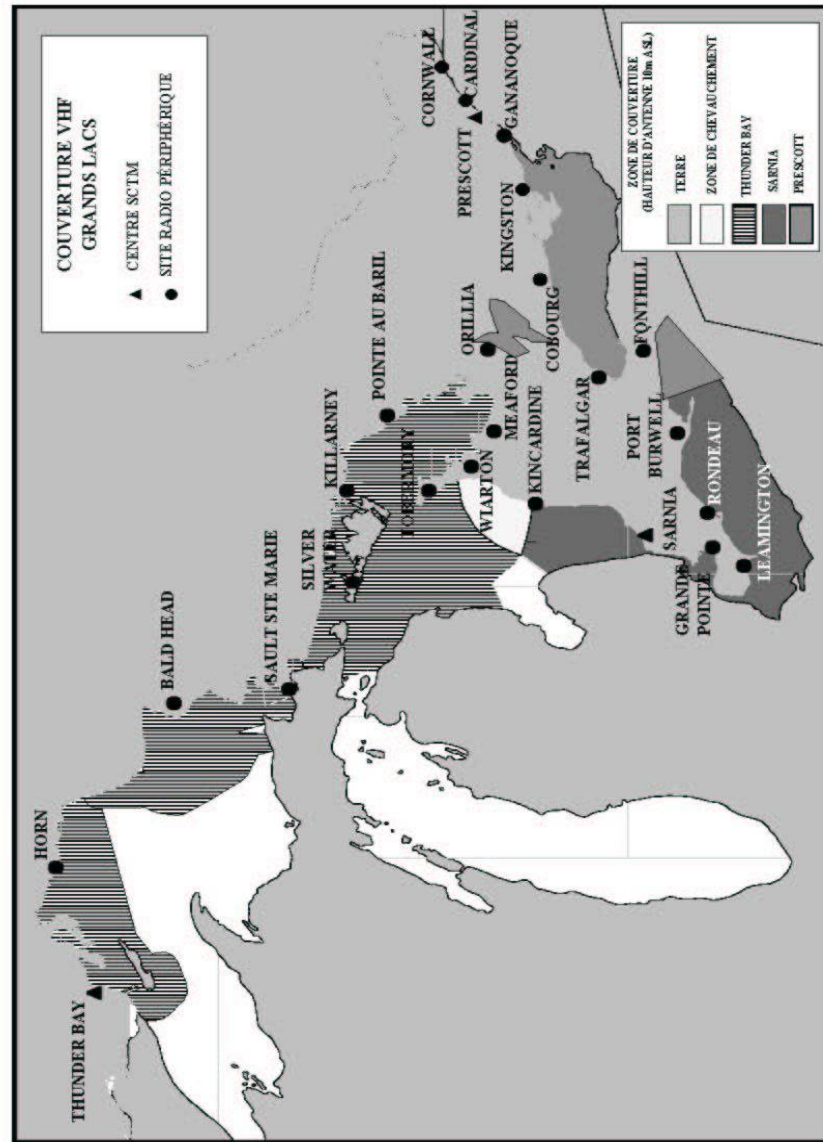 COUVERTURE VHF
GRANDS LACS
CENTRE SCTM
SITE RADIO PÉRIPHÉRIQUE
THUNDER BAY
HORN
BALD HEAD
SAULT STE MARIE
SILVER
WATER
KILLARNEY
POINTE AU BARIL
TOBERMORY
WIARTON
MEAFORD
ORILLIA
KINCARDINE
COBOURG
KINGSTON
PRESCOTT
CORNWALL
CARDINAL
GANANOQUE
TRAFALGAR
FONTHILL
PORT
BURWELL
SARNIA
RONDEAU
GRANDE
POINTE
LEAMINGTON
ZONE DE COUVERTURE
(HAUTEUR D'ANTENNE 10m ASL)
TERRE
ZONE DE CHEVAUCHEMENT
THUNDER BAY
SARNIA
PRESCOTT